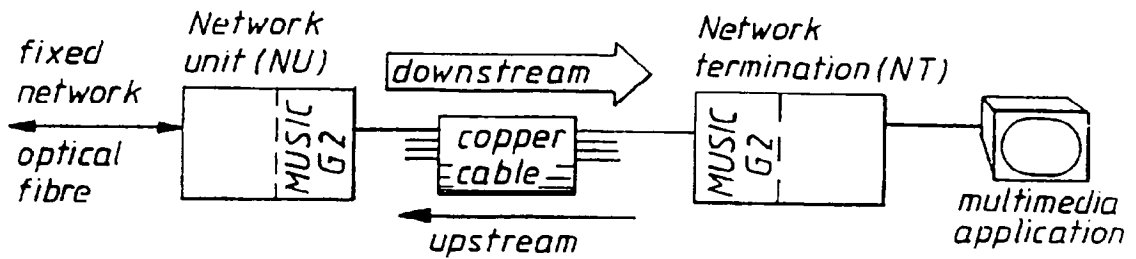 fixed
network
optical
fibre
Network
unit (NU)
MUSIC
G2
downstream
copper
cable
upstream
Network
termination (NT)
MUSIC
G2
multimedia
application